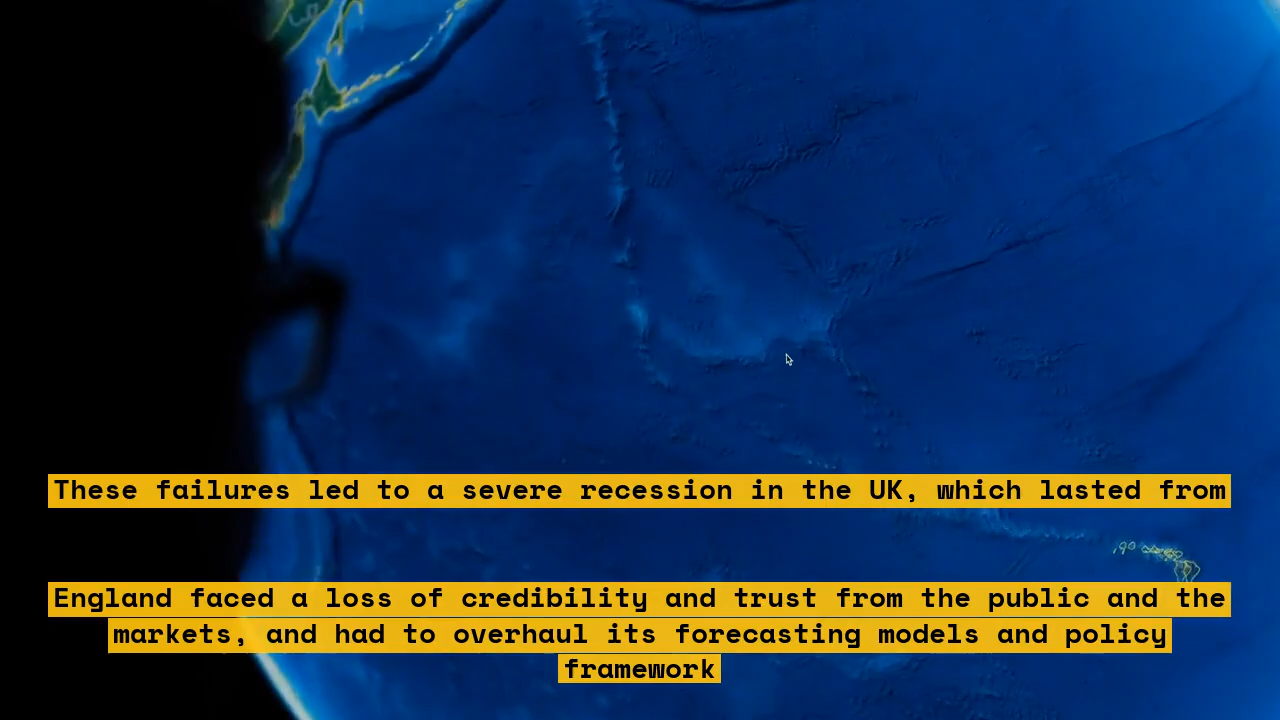 These failures led to a severe recession in the UK, which lasted from
England faced a loss of credibility and trust from the public and the
markets, and had to overhaul its forecasting models and policy
framework